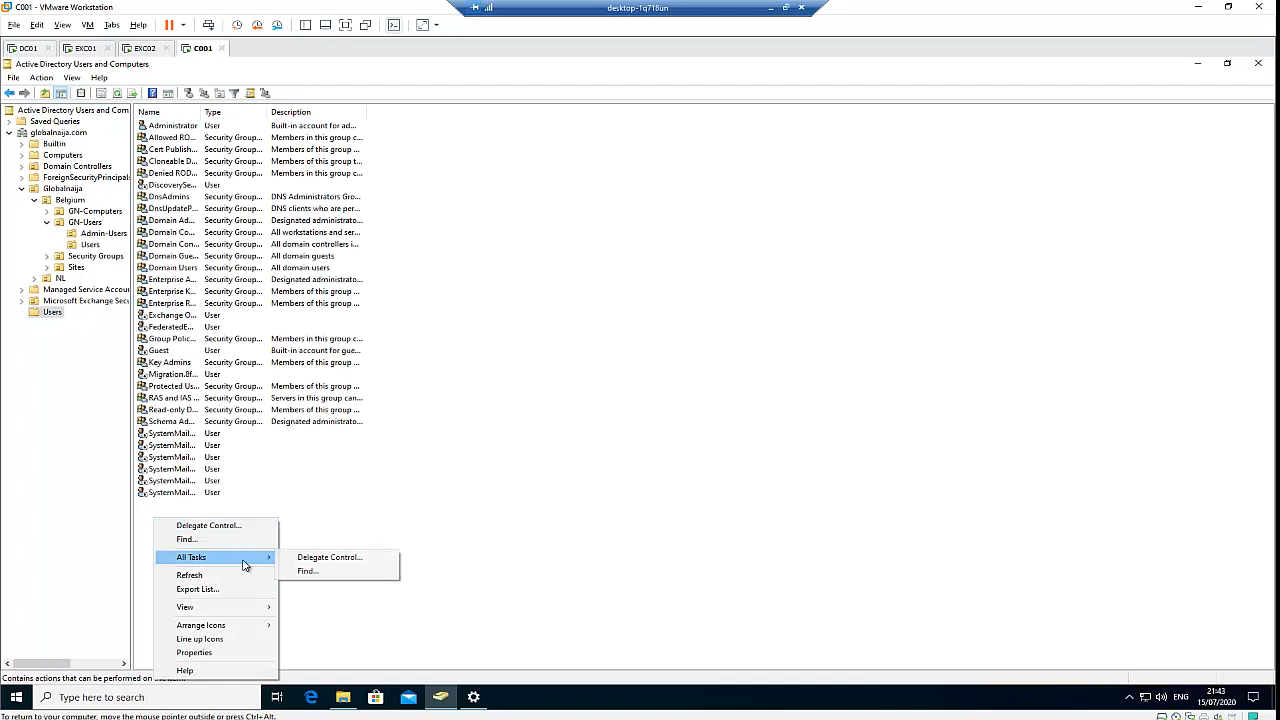 C001 - VMware Workstation
desktop-1q718un
File Edit View VM Tabs Help
DC01 EXC01 EXC02 C001
Active Directory Users and Computers
File Action View Help
Active Directory Users and Com
Saved Queries
globalnaija.com
Builtin
Computers
Domain Controllers
ForeignSecurityPrincipals
Globalnaija
Belgium
GN-Computers
GN-Users
Admin-Users
Users
Security Groups
Sites
NL
Managed Service Accou
Microsoft Exchange Secu
Users
Name Type Description
Administrator User Built-in account for ad...
Allowed RO... Security Group... Members in this group c...
Cert Publish... Security Group... Members of this group ...
Cloneable D... Security Group... Members of this group t...
Denied ROD... Security Group... Members in this group c...
DiscoverySe... User
DnsAdmins Security Group... DNS Administrators Gro...
DnsUpdateP... Security Group... DNS clients who are per...
Domain Ad... Security Group... Designated administrato...
Domain Co... Security Group... All workstations and ser...
Domain Con... Security Group... All domain controllers i...
Domain Gue... Security Group... All domain guests
Domain Users Security Group... All domain users
Enterprise A... Security Group... Designated administrato...
Enterprise K... Security Group... Members of this group ...
Enterprise R... Security Group... Members of this group ...
Exchange O... User
FederatedE... User
Group Polic... Security Group... Members in this group c...
Guest User Built-in account for gue...
Key Admins Security Group... Members of this group ...
Migration.8f... User
Protected Us... Security Group... Members of this group ...
RAS and IAS ... Security Group... Servers in this group can...
Read-only D... Security Group... Members of this group ...
Schema Ad... Security Group... Designated administrato...
SystemMail... User
SystemMail... User
SystemMail... User
SystemMail... User
SystemMail... User
SystemMail... User
Delegate Control...
Find...
All Tasks
Refresh
Export List...
View
Arrange Icons
Line up Icons
Properties
Help
Delegate Control...
Find...
Contains actions that can be performed on
Type here to search
ENG
21:43
15/07/2020
To return to your computer, move the mouse pointer outside or press Ctrl+Alt.